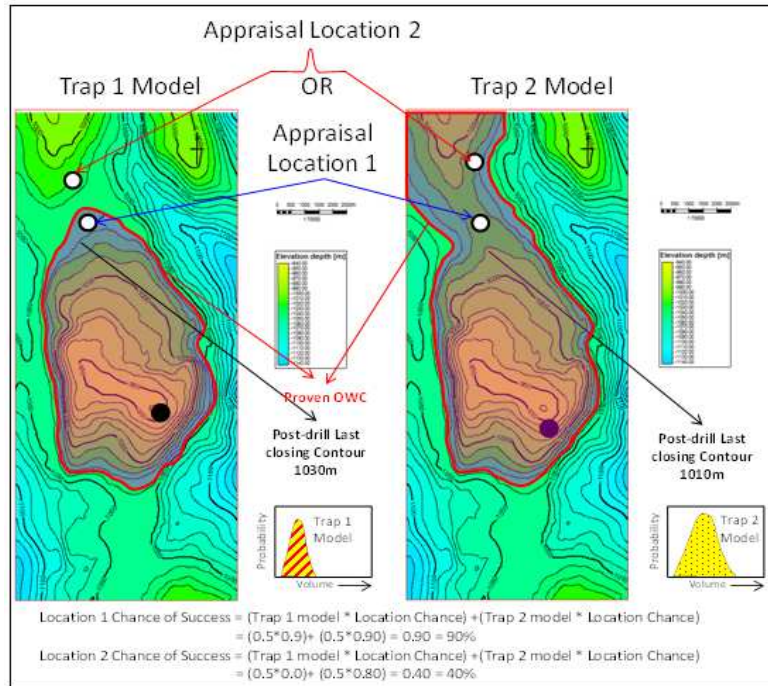 Appraisal Location 2
Trap 1 Model
OR
Trap 2 Model
Appraisal
Location 1
Elevation depth [m]
Elevation depth [m]
Proven OWC
Post-drill Last
closing Contour
1030m
Post-drill Last
closing Contour
1010m
Probability
Trap 1
Model
Volume
Probability
Trap 2
Model
Volume
Location 1 Chance of Success = (Trap 1 model * Location Chance) +(Trap 2 model * Location Chance)
= (0.5*0.9)+ (0.5*0.90) = 0.90 = 90%
Location 2 Chance of Success = (Trap 1 model * Location Chance) +(Trap 2 model * Location Chance)
= (0.5*0.0)+ (0.5*0.80) = 0.40 = 40%